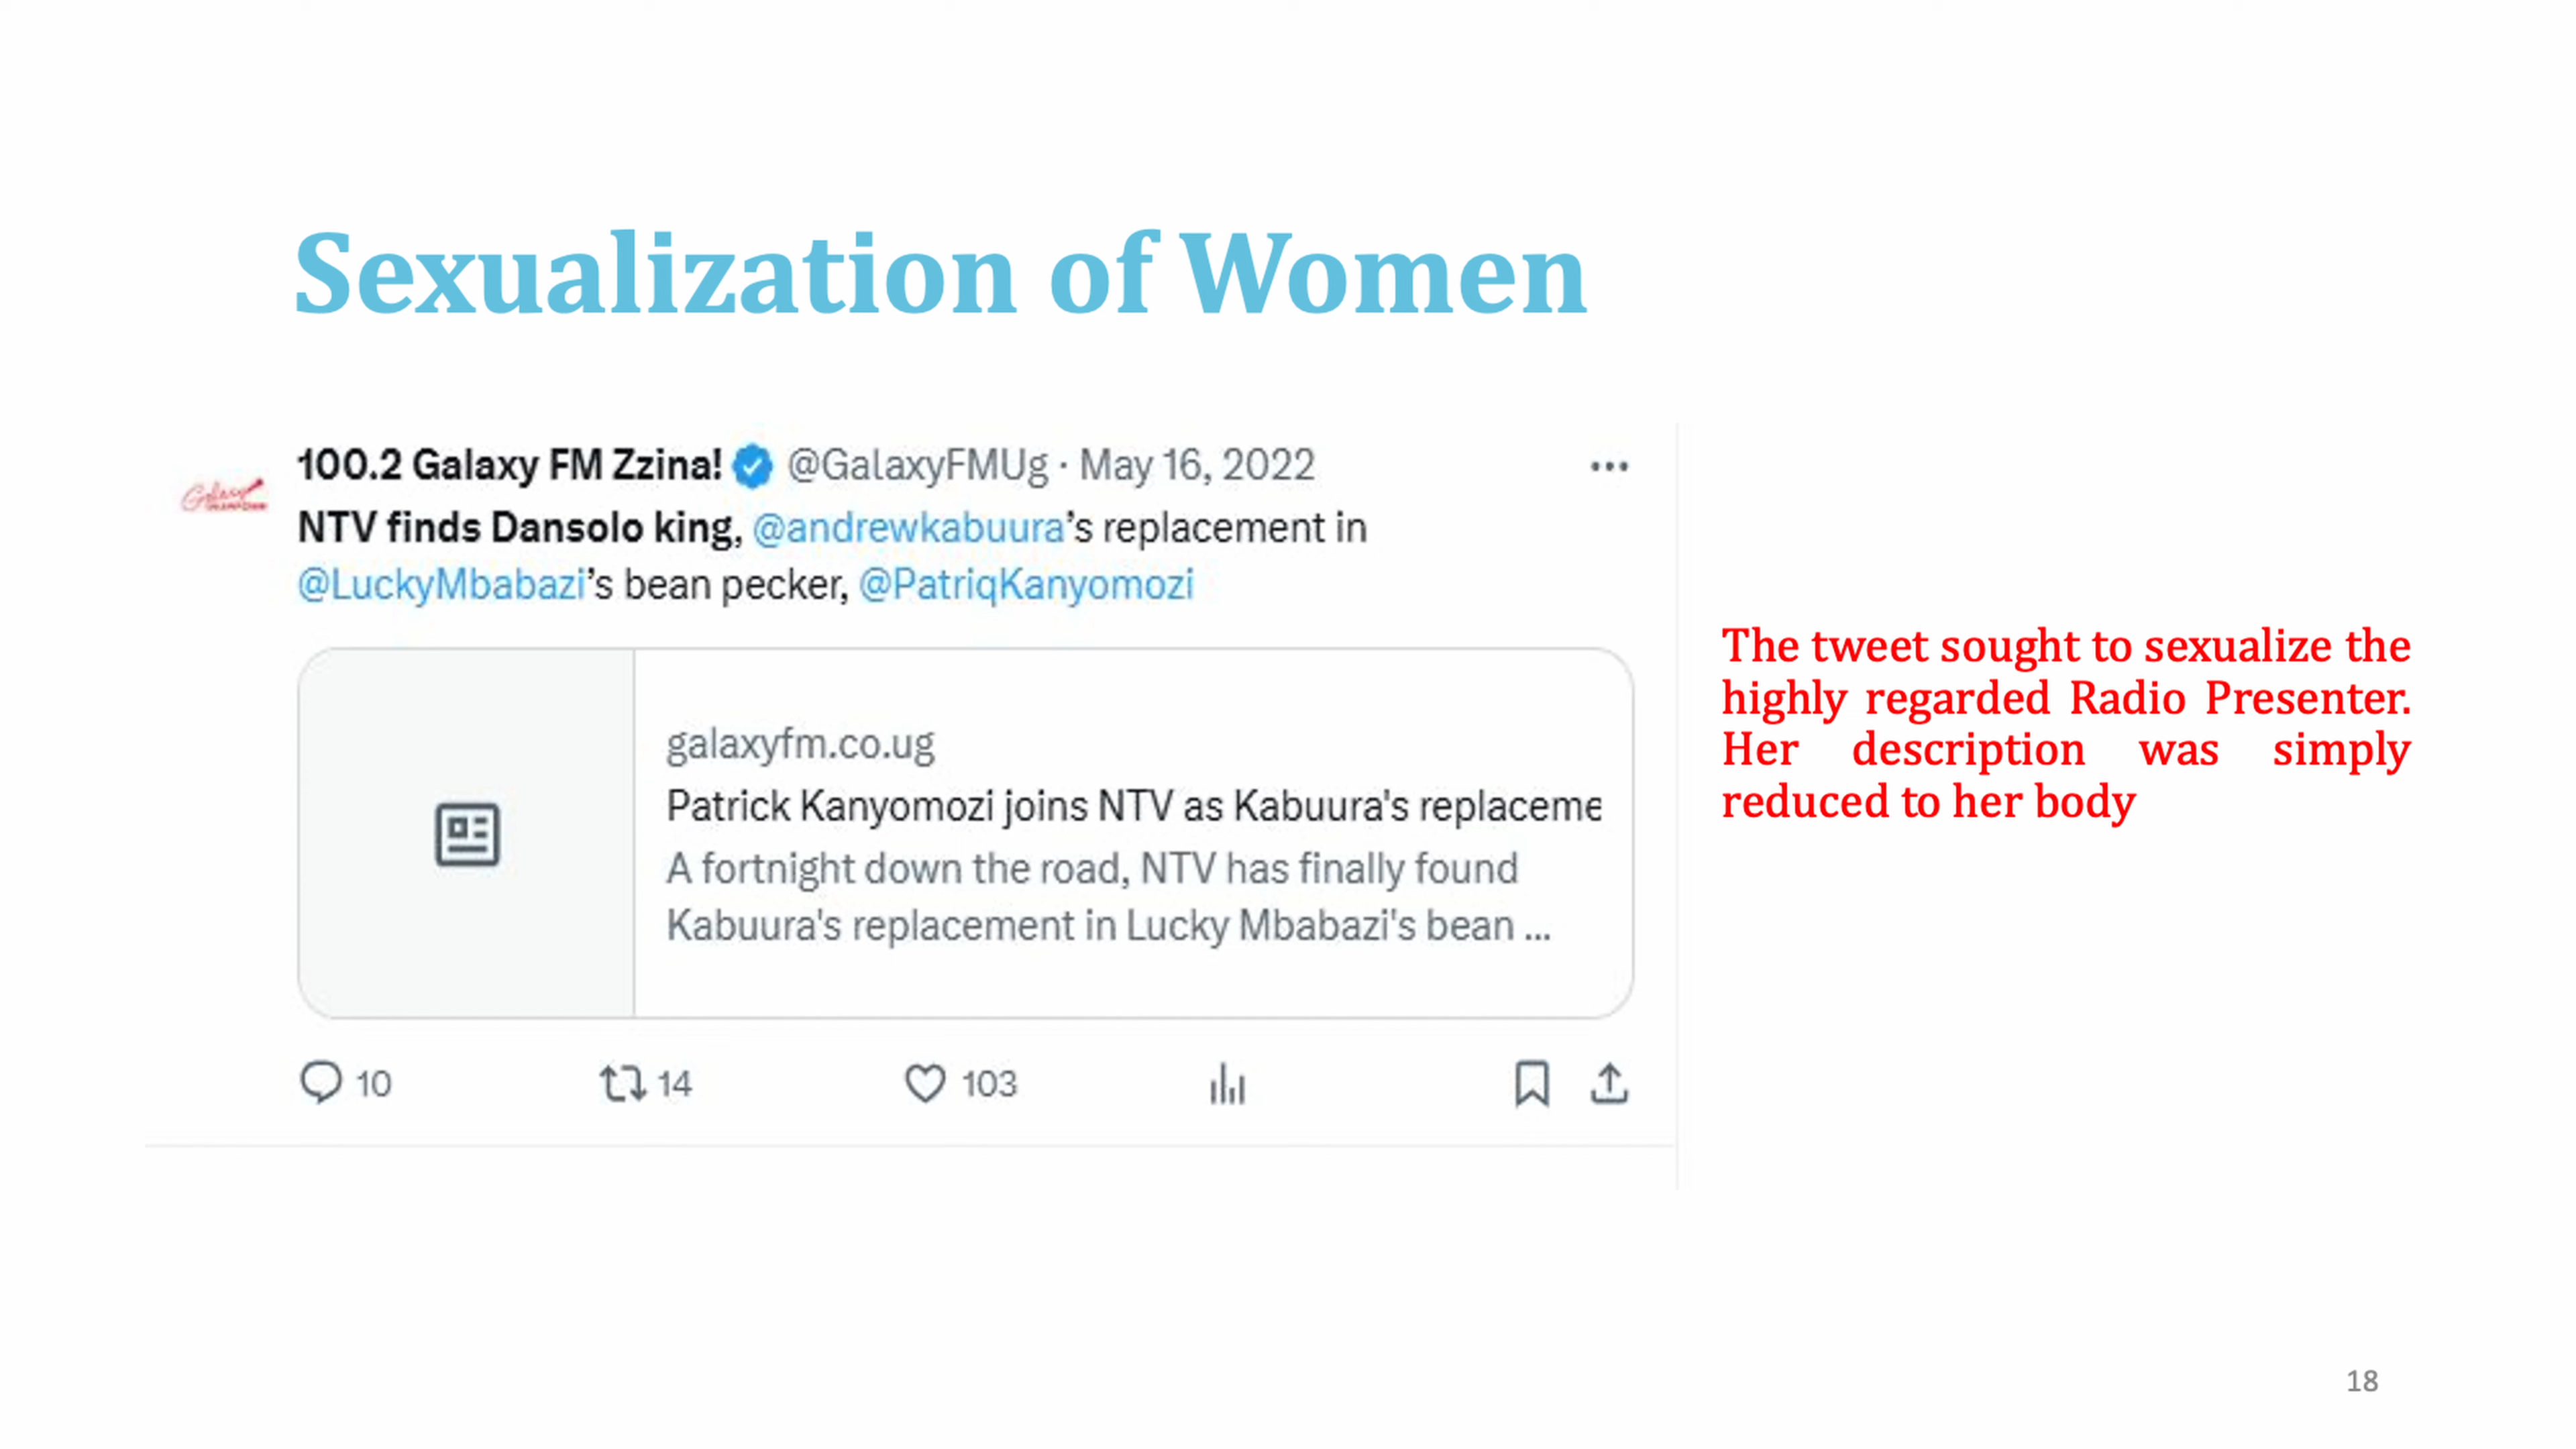 Sexualization of Women
100.2 Galaxy FM Zzina! @GalaxyFMUg · May 16, 2022
NTV finds Dansolo king, @andrewkabuura’s replacement in
@LuckyMbabazi’s bean pecker, @PatriqKanyomozi
galaxyfm.co.ug
Patrick Kanyomozi joins NTV as Kabuura's replaceme
A fortnight down the road, NTV has finally found
Kabuura's replacement in Lucky Mbabazi's bean ...
10 14 103
The tweet sought to sexualize the
highly regarded Radio Presenter.
Her description was simply
reduced to her body
18